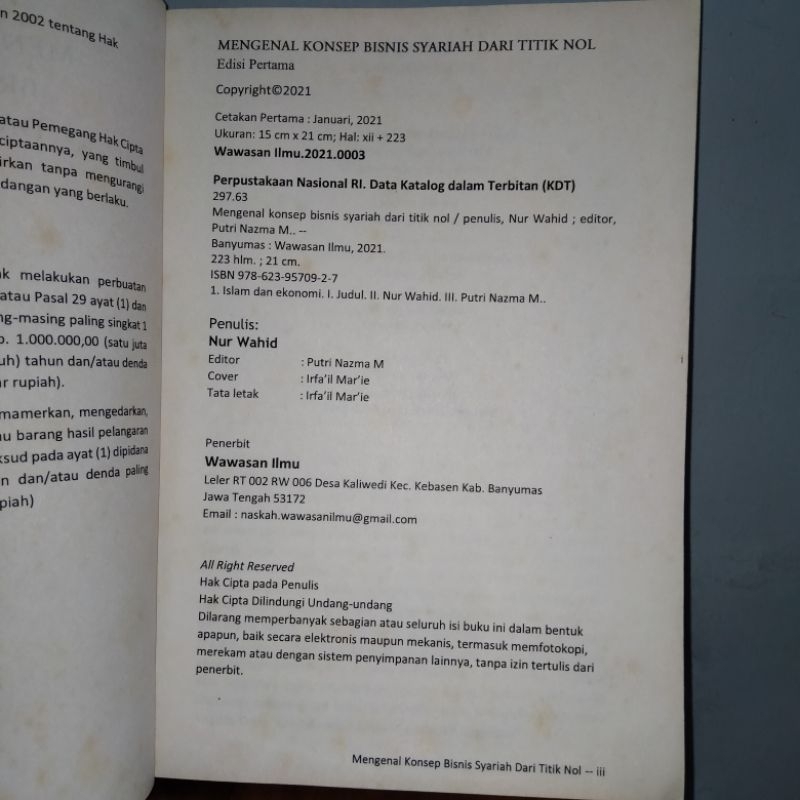 n 2002 tentang Hak
atau Pemegang Hak Cipta
ciptaannya, yang timbul
irkan tanpa mengurangi
dangan yang berlaku.
ak melakukan perbuatan
atau Pasal 29 ayat (1) dan
ng-masing paling singkat 1
p. 1.000.000,00 (satu juta
uh) tahun dan/atau denda
ar rupiah).
mamerkan, mengedarkan,
au barang hasil pelangaran
ksud pada ayat (1) dipidana
n dan/atau denda paling
piah)
MENGENAL KONSEP BISNIS SYARIAH DARI TITIK NOL
Edisi Pertama
Copyright©2021
Cetakan Pertama : Januari, 2021
Ukuran: 15 cm x 21 cm; Hal: xii + 223
Wawasan Ilmu.2021.0003
Perpustakaan Nasional RI. Data Katalog dalam Terbitan (KDT)
297.63
Mengenal konsep bisnis syariah dari titik nol / penulis, Nur Wahid ; editor,
Putri Nazma M.. --
Banyumas : Wawasan Ilmu, 2021.
223 hlm. ; 21 cm.
ISBN 978-623-95709-2-7
1. Islam dan ekonomi. I. Judul. II. Nur Wahid. III. Putri Nazma M..
Penulis:
Nur Wahid
Editor : Putri Nazma M
Cover : Irfa'il Mar'ie
Tata letak : Irfa'il Mar'ie
Penerbit
Wawasan Ilmu
Leler RT 002 RW 006 Desa Kaliwedi Kec. Kebasen Kab. Banyumas
Jawa Tengah 53172
Email : naskah.wawasanilmu@gmail.com
All Right Reserved
Hak Cipta pada Penulis
Hak Cipta Dilindungi Undang-undang
Dilarang memperbanyak sebagian atau seluruh isi buku ini dalam bentuk
apapun, baik secara elektronis maupun mekanis, termasuk memfotokopi,
merekam atau dengan sistem penyimpanan lainnya, tanpa izin tertulis dari
penerbit.
Mengenal Konsep Bisnis Syariah Dari Titik Nol -- iii